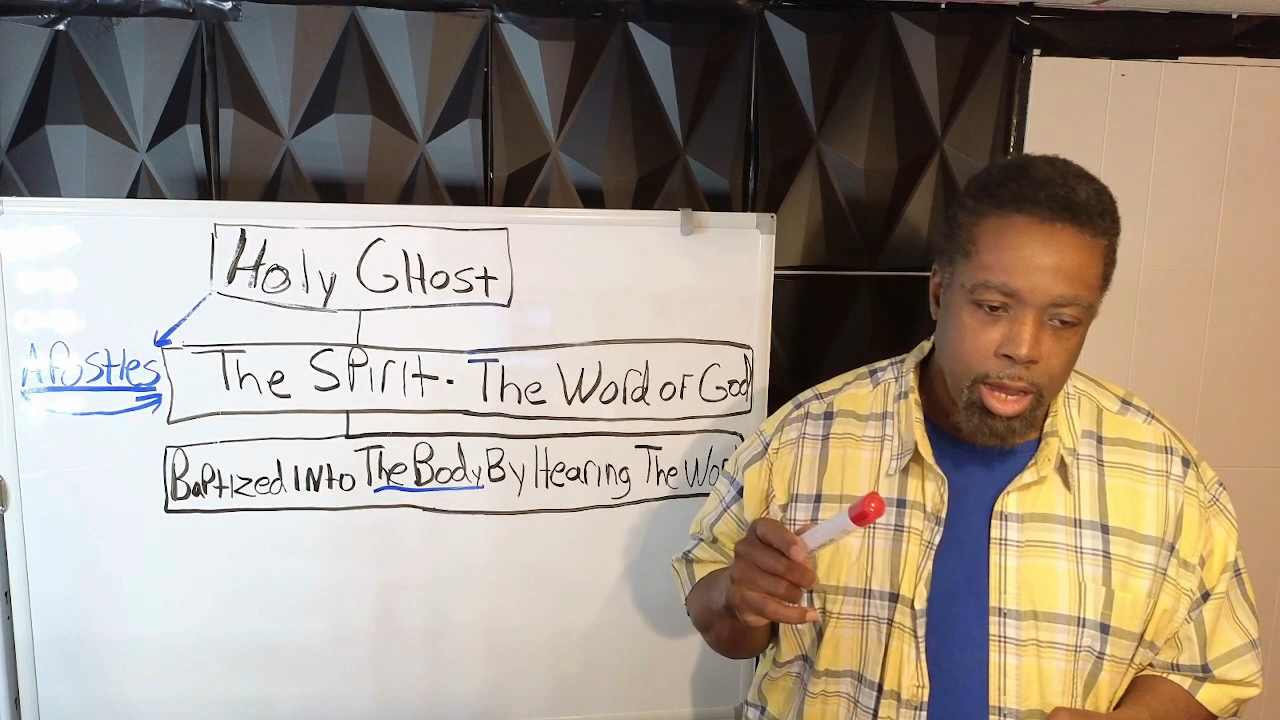 Holy GHost
Apostles
The SPirit. The Word of God
BaPtized INto The Body By Hearing The